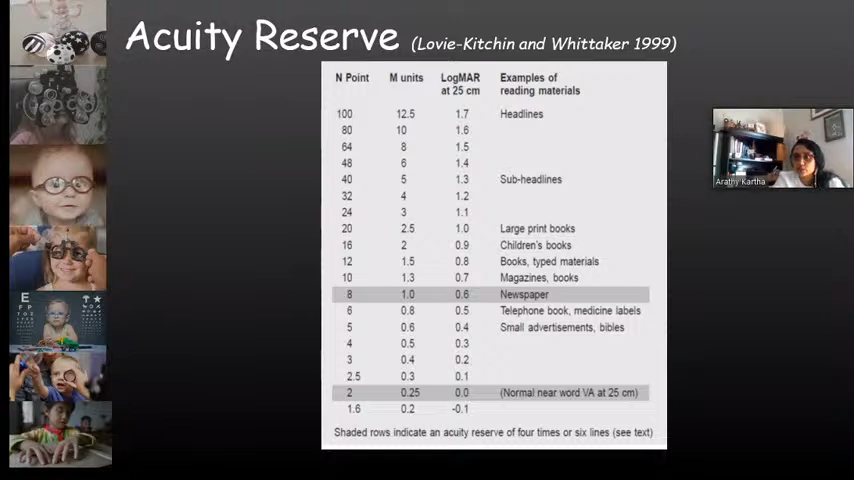 Acuity Reserve (Lovie-Kitchin and Whittaker 1999)
N Point M units LogMAR at 25 cm Examples of reading materials
100 12.5 1.7 Headlines
80 10 1.6
64 8 1.5
48 6 1.4
40 5 1.3 Sub-headlines
32 4 1.2
24 3 1.1
20 2.5 1.0 Large print books
16 2 0.9 Children's books
12 1.5 0.8 Books, typed materials
10 1.3 0.7 Magazines, books
8 1.0 0.6 Newspaper
6 0.8 0.5 Telephone book, medicine labels
5 0.6 0.4 Small advertisements, bibles
4 0.5 0.3
3 0.4 0.2
2.5 0.3 0.1
2 0.25 0.0 (Normal near word VA at 25 cm)
1.6 0.2 -0.1
Shaded rows indicate an acuity reserve of four times or six lines (see text)
Arathy Kartha
E
F P